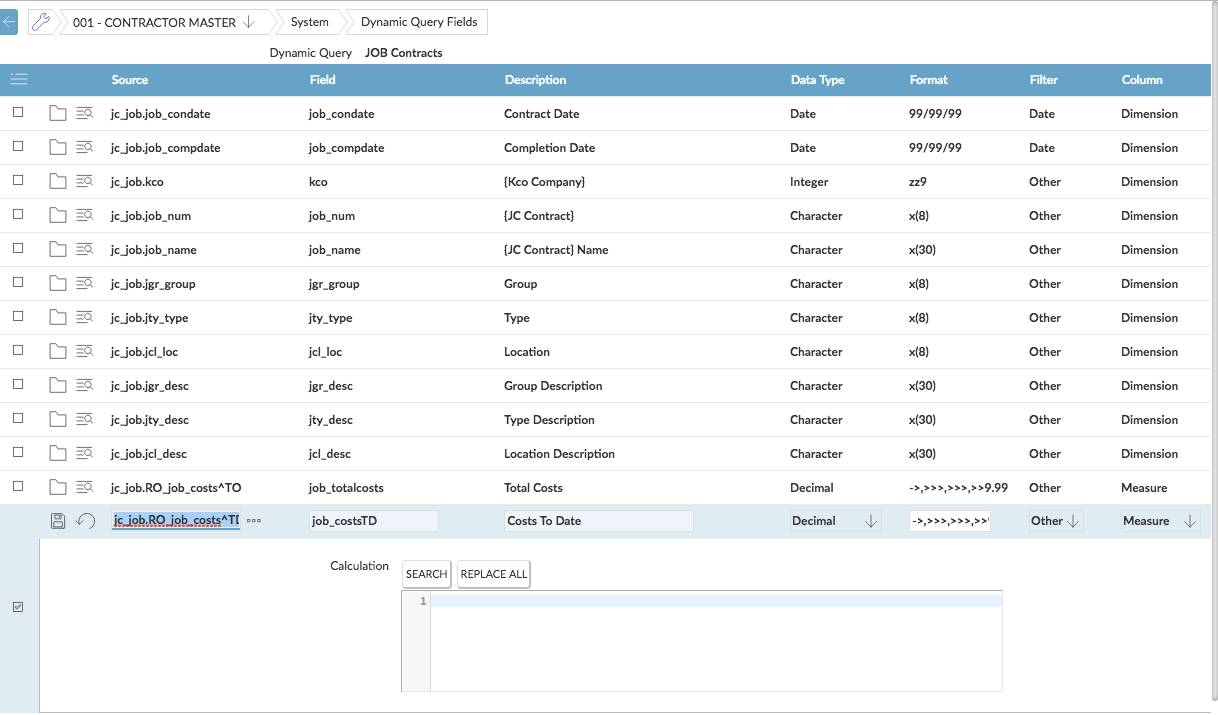 001 - CONTRACTOR MASTER System Dynamic Query Fields
Dynamic Query JOB Contracts
Source Field Description Data Type Format Filter Column
jc_job.job_condate job_condate Contract Date Date 99/99/99 Date Dimension
jc_job.job_compdate job_compdate Completion Date Date 99/99/99 Date Dimension
jc_job.kco kco {Kco Company} Integer zz9 Other Dimension
jc_job.job_num job_num {JC Contract} Character x(8) Other Dimension
jc_job.job_name job_name {JC Contract} Name Character x(30) Other Dimension
jc_job.jgr_group jgr_group Group Character x(8) Other Dimension
jc_job.jty_type jty_type Type Character x(8) Other Dimension
jc_job.jcl_loc jcl_loc Location Character x(8) Other Dimension
jc_job.jgr_desc jgr_desc Group Description Character x(30) Other Dimension
jc_job.jty_desc jty_desc Type Description Character x(30) Other Dimension
jc_job.jcl_desc jcl_desc Location Description Character x(30) Other Dimension
jc_job.RO_job_costs^TO job_totalcosts Total Costs Decimal ->,>>>,>>>,>>9.99 Other Measure
jc_job.RO_job_costs^T job_costsTD Costs To Date Decimal ->,>>>,>>>,>> Other Measure
Calculation SEARCH REPLACE ALL
1